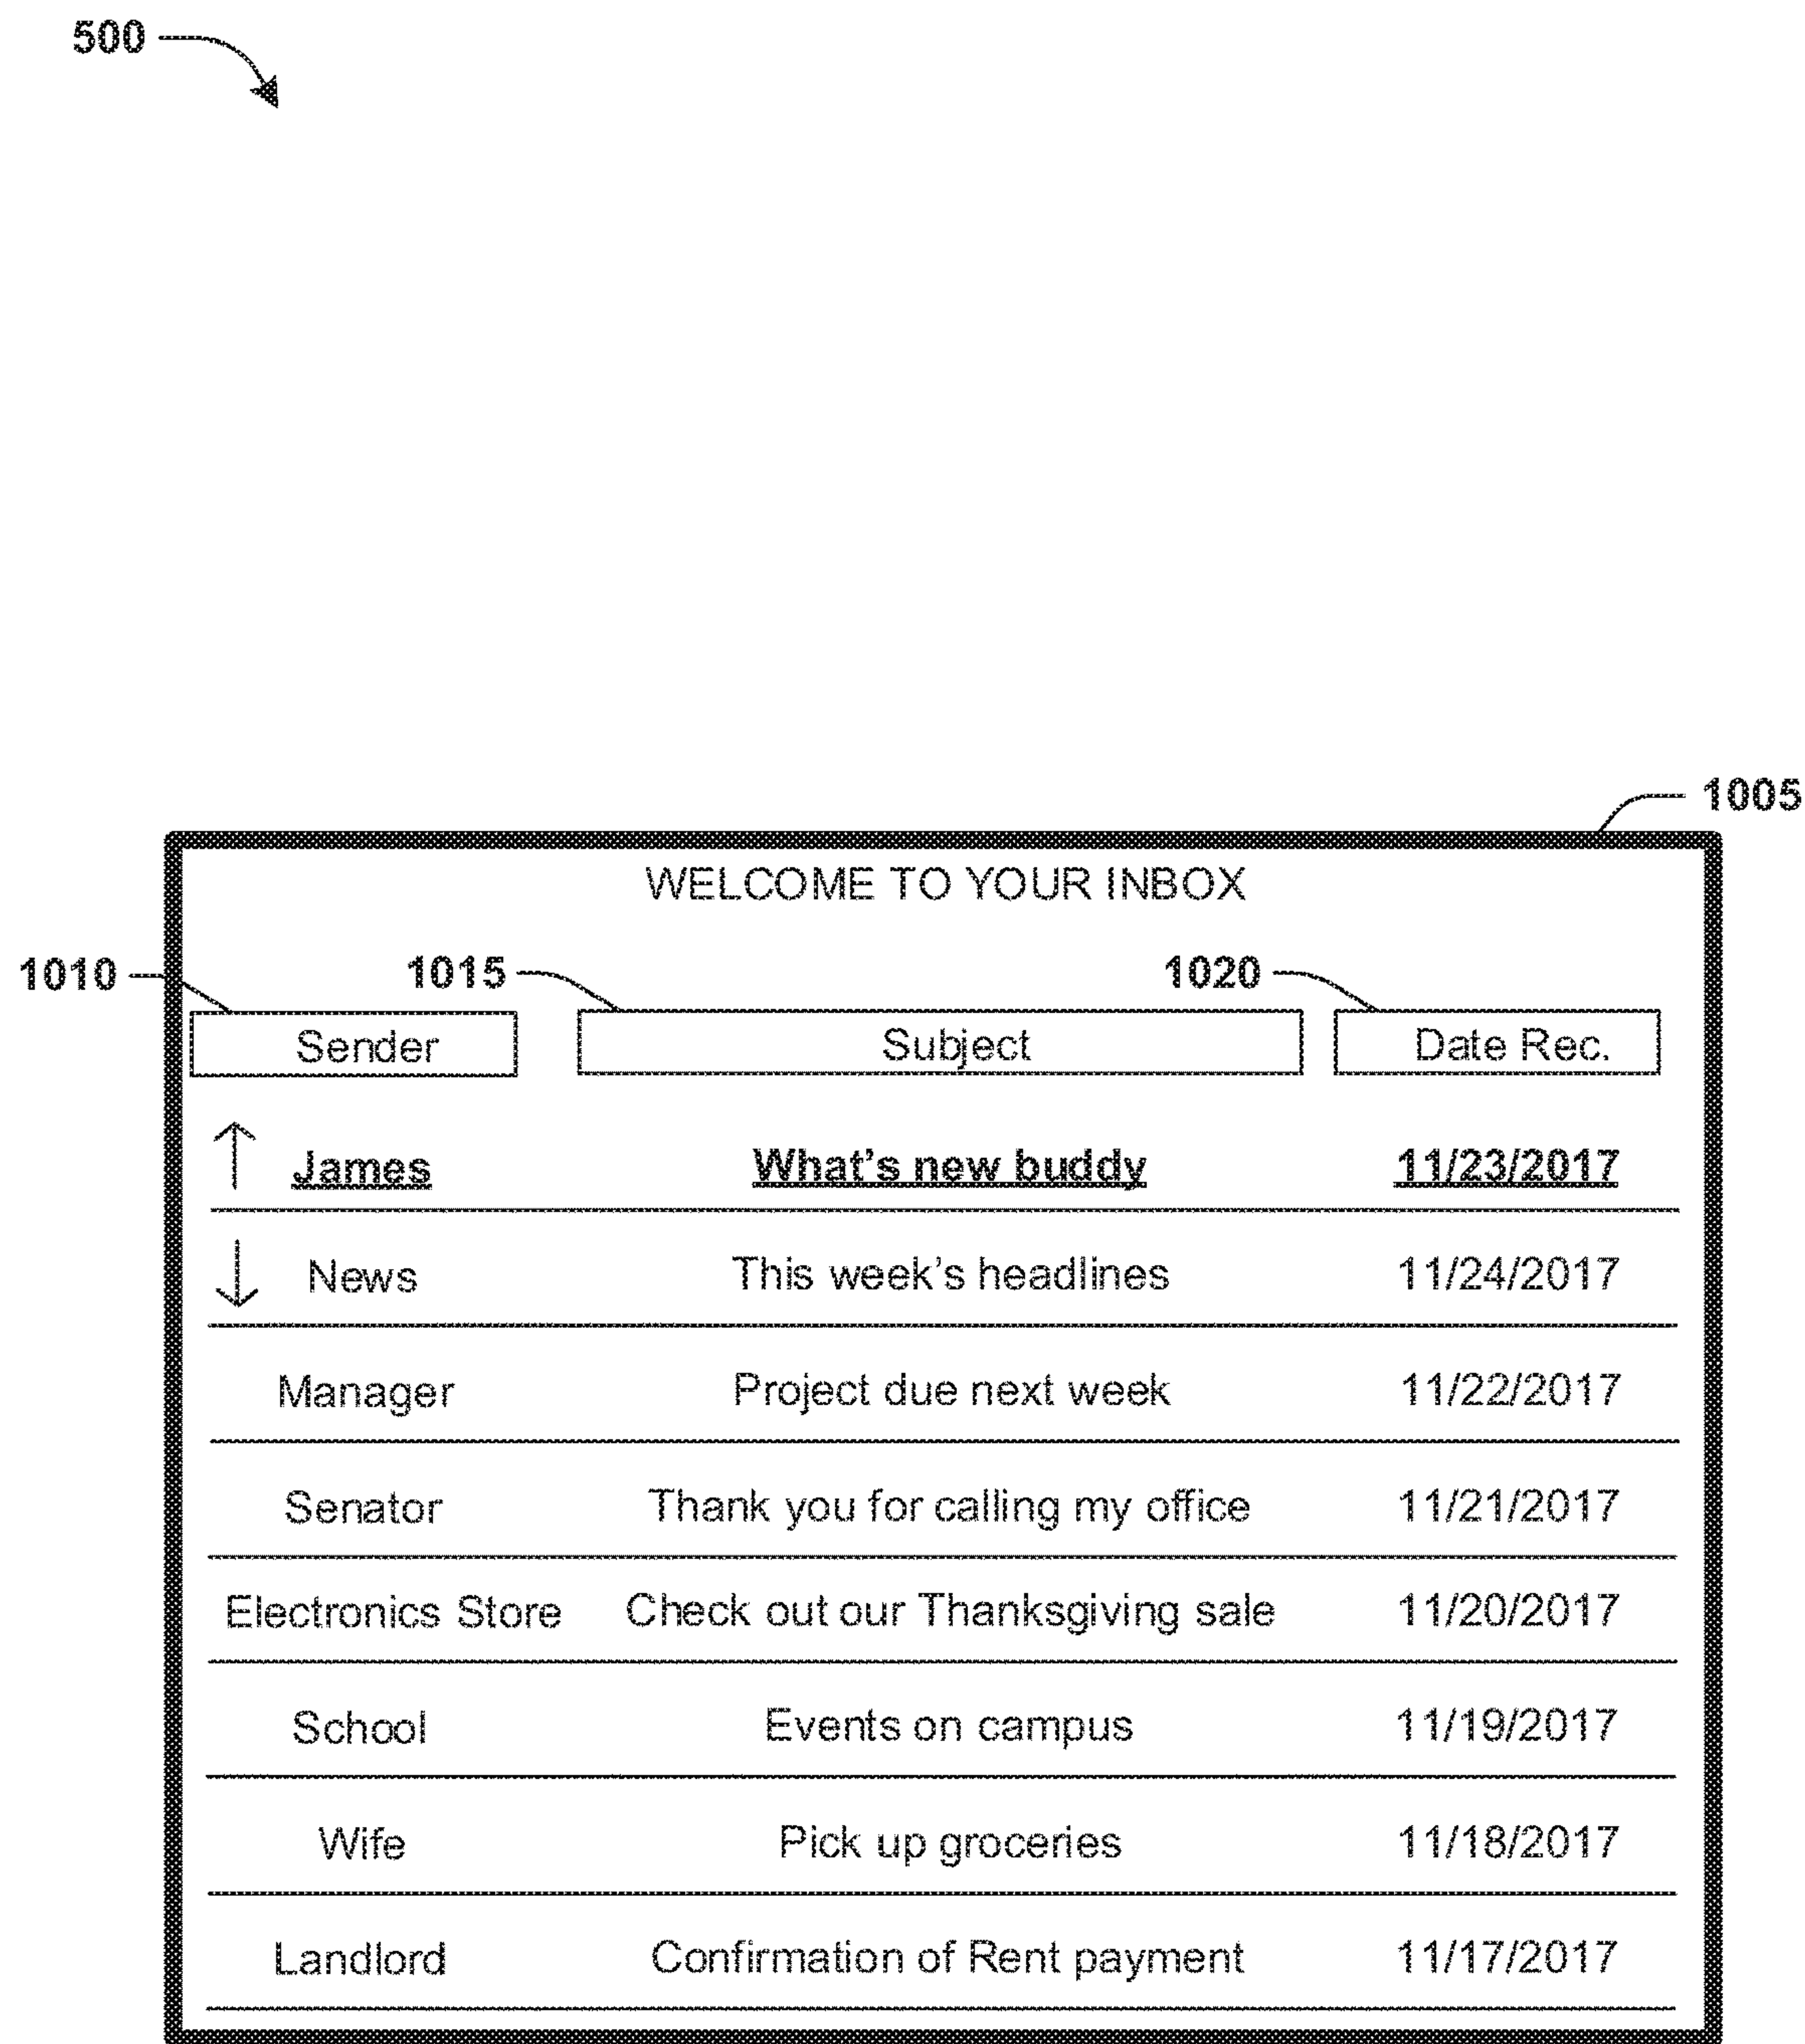 500
1005
WELCOME TO YOUR INBOX
1010 1015 1020
Sender Subject Date Rec.
James What's new buddy 11/23/2017
News This week's headlines 11/24/2017
Manager Project due next week 11/22/2017
Senator Thank you for calling my office 11/21/2017
Electronics Store Check out our Thanksgiving sale 11/20/2017
School Events on campus 11/19/2017
Wife Pick up groceries 11/18/2017
Landlord Confirmation of Rent payment 11/17/2017